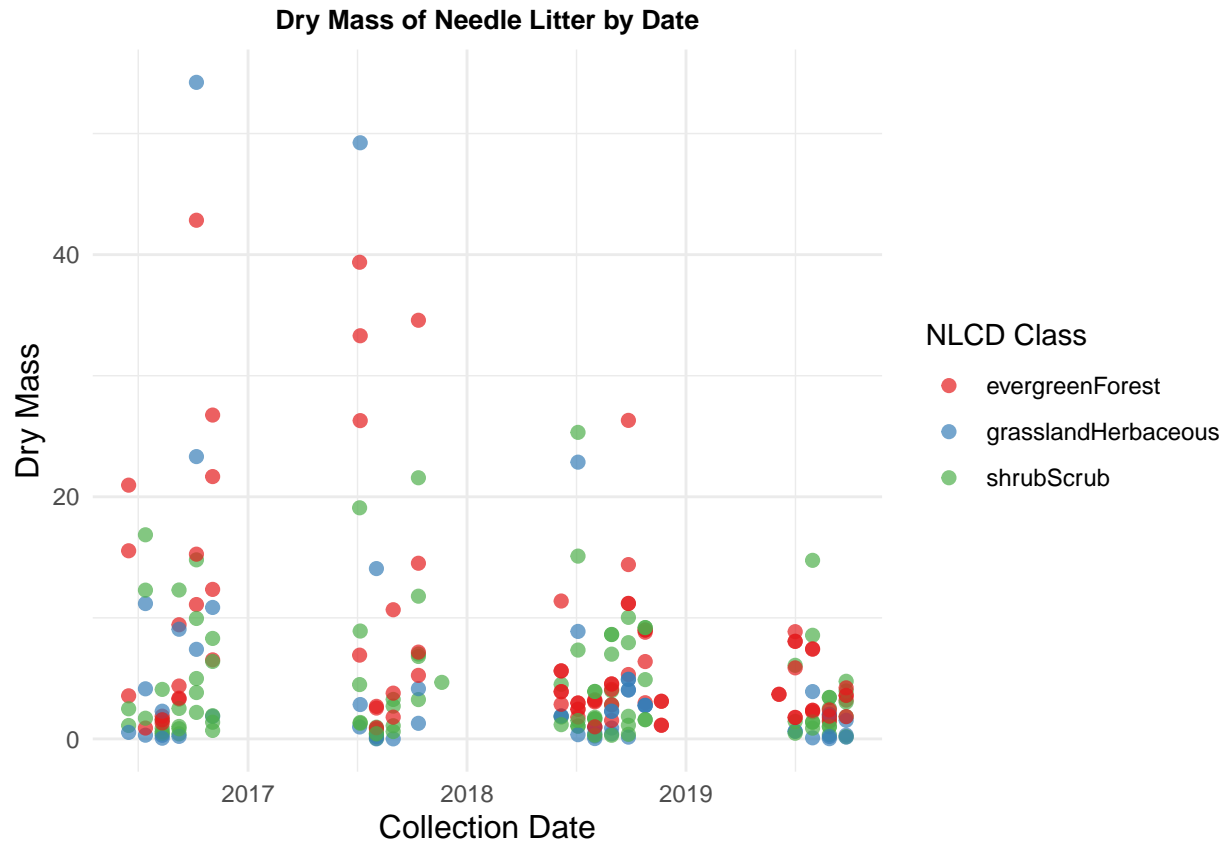 Dry Mass of Needle Litter by Date
Dry Mass
40
20
0
2017
2018
2019
Collection Date
NLCD Class
evergreenForest
grasslandHerbaceous
shrubScrub